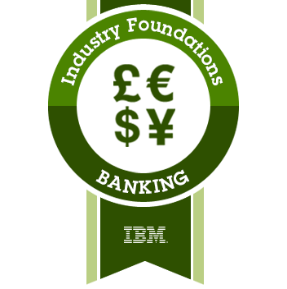 Industry Foundations
£ €
$ ¥
BANKING
IBM